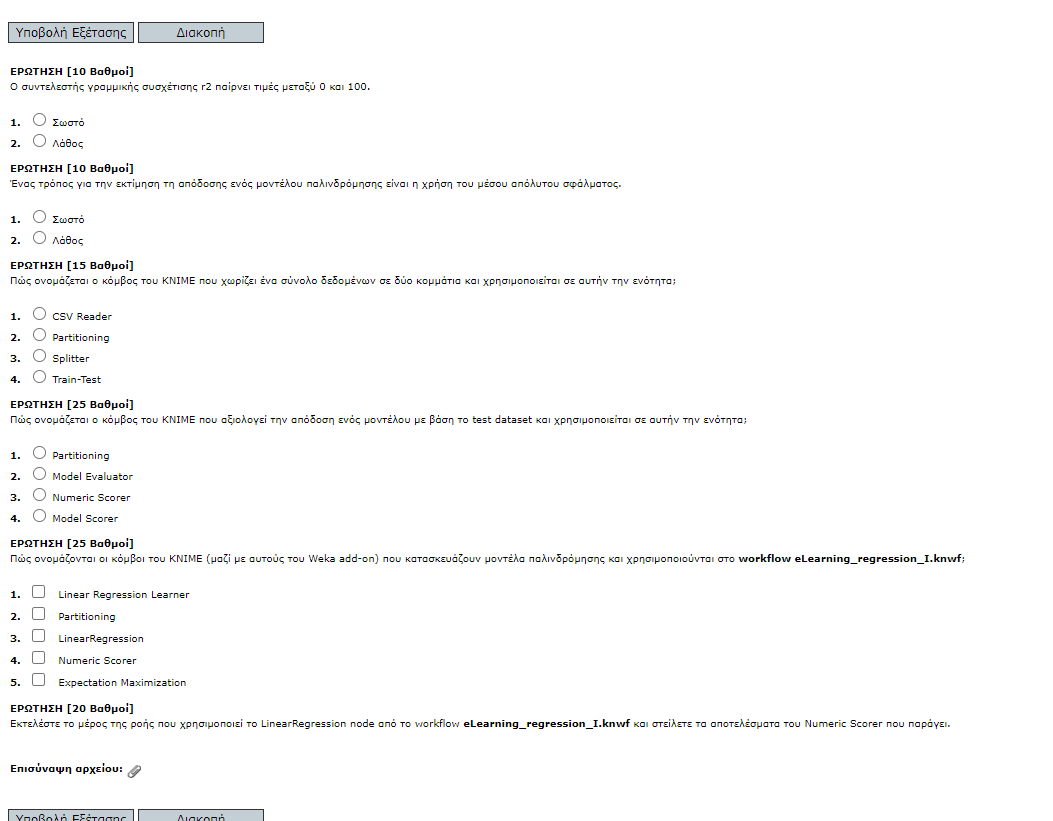 Υποβολή Εξέτασης Διακοπή
ΕΡΩΤΗΣΗ [10 Βαθμοί]
Ο συντελεστής γραμμικής συσχέτισης r2 παίρνει τιμές μεταξύ 0 και 100.
1. Σωστό
2. Λάθος
ΕΡΩΤΗΣΗ [10 Βαθμοί]
Ένας τρόπος για την εκτίμηση τη απόδοσης ενός μοντέλου παλινδρόμησης είναι η χρήση του μέσου απόλυτου σφάλματος.
1. Σωστό
2. Λάθος
ΕΡΩΤΗΣΗ [15 Βαθμοί]
Πώς ονομάζεται ο κόμβος του KNIME που χωρίζει ένα σύνολο δεδομένων σε δύο κομμάτια και χρησιμοποιείται σε αυτήν την ενότητα;
1. CSV Reader
2. Partitioning
3. Splitter
4. Train-Test
ΕΡΩΤΗΣΗ [25 Βαθμοί]
Πώς ονομάζεται ο κόμβος του KNIME που αξιολογεί την απόδοση ενός μοντέλου με βάση το test dataset και χρησιμοποιείται σε αυτήν την ενότητα;
1. Partitioning
2. Model Evaluator
3. Numeric Scorer
4. Model Scorer
ΕΡΩΤΗΣΗ [25 Βαθμοί]
Πώς ονομάζονται οι κόμβοι του KNIME (μαζί με αυτούς του Weka add-on) που κατασκευάζουν μοντέλα παλινδρόμησης και χρησιμοποιούνται στο workflow eLearning_regression_I.knwf;
1. Linear Regression Learner
2. Partitioning
3. LinearRegression
4. Numeric Scorer
5. Expectation Maximization
ΕΡΩΤΗΣΗ [20 Βαθμοί]
Εκτελέστε το μέρος της ροής που χρησιμοποιεί το LinearRegression node από το workflow eLearning_regression_I.knwf και στείλετε τα αποτελέσματα του Numeric Scorer που παράγει.
Επισύναψη αρχείου:
Υποβολή Εξέτασης Διακοπή